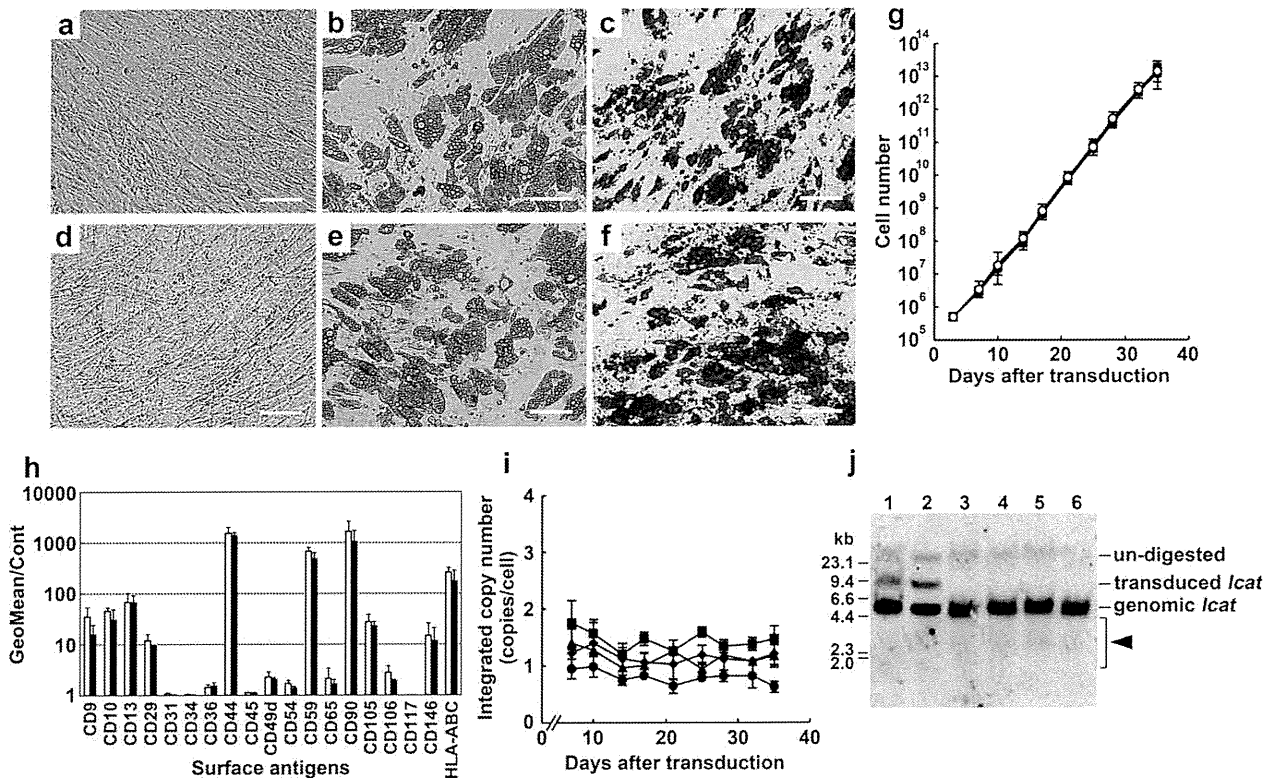 a
b
c
d
e
f
g
10^14
10^13
10^12
10^11
10^10
10^9
10^8
10^7
10^6
10^5
Cell number
0 10 20 30 40
Days after transduction
h
10000
1000
100
10
1
GeoMean/Cont
CD9
CD10
CD13
CD29
CD31
CD34
CD36
CD44
CD45
CD49d
CD54
CD59
CD65
CD90
CD105
CD106
CD117
CD146
HLA-ABC
Surface antigens
i
4
3
2
1
0
Integrated copy number
(copies/cell)
0 10 20 30 40
Days after transduction
j
1 2 3 4 5 6
kb
23.1
9.4
6.6
4.4
2.3
2.0
un-digested
transduced lcat
genomic lcat